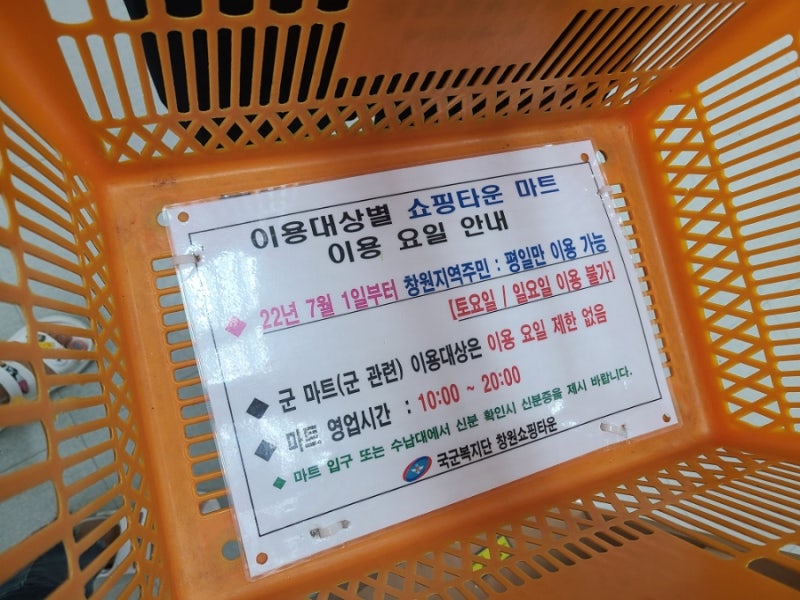 이용대상별 쇼핑타운 마트
이용 요일 안내
◆ 22년 7월 1일부터 창원지역주민 : 평일만 이용 가능
[토요일 / 일요일 이용 불가]
◆ 군 마트(군 관련) 이용대상은 이용 요일 제한 없음
◆ 마트 영업시간 : 10:00 ~ 20:00
◆ 마트 입구 또는 수납대에서 신분 확인시 신분증을 제시 바랍니다.
국군복지단 창원쇼핑타운